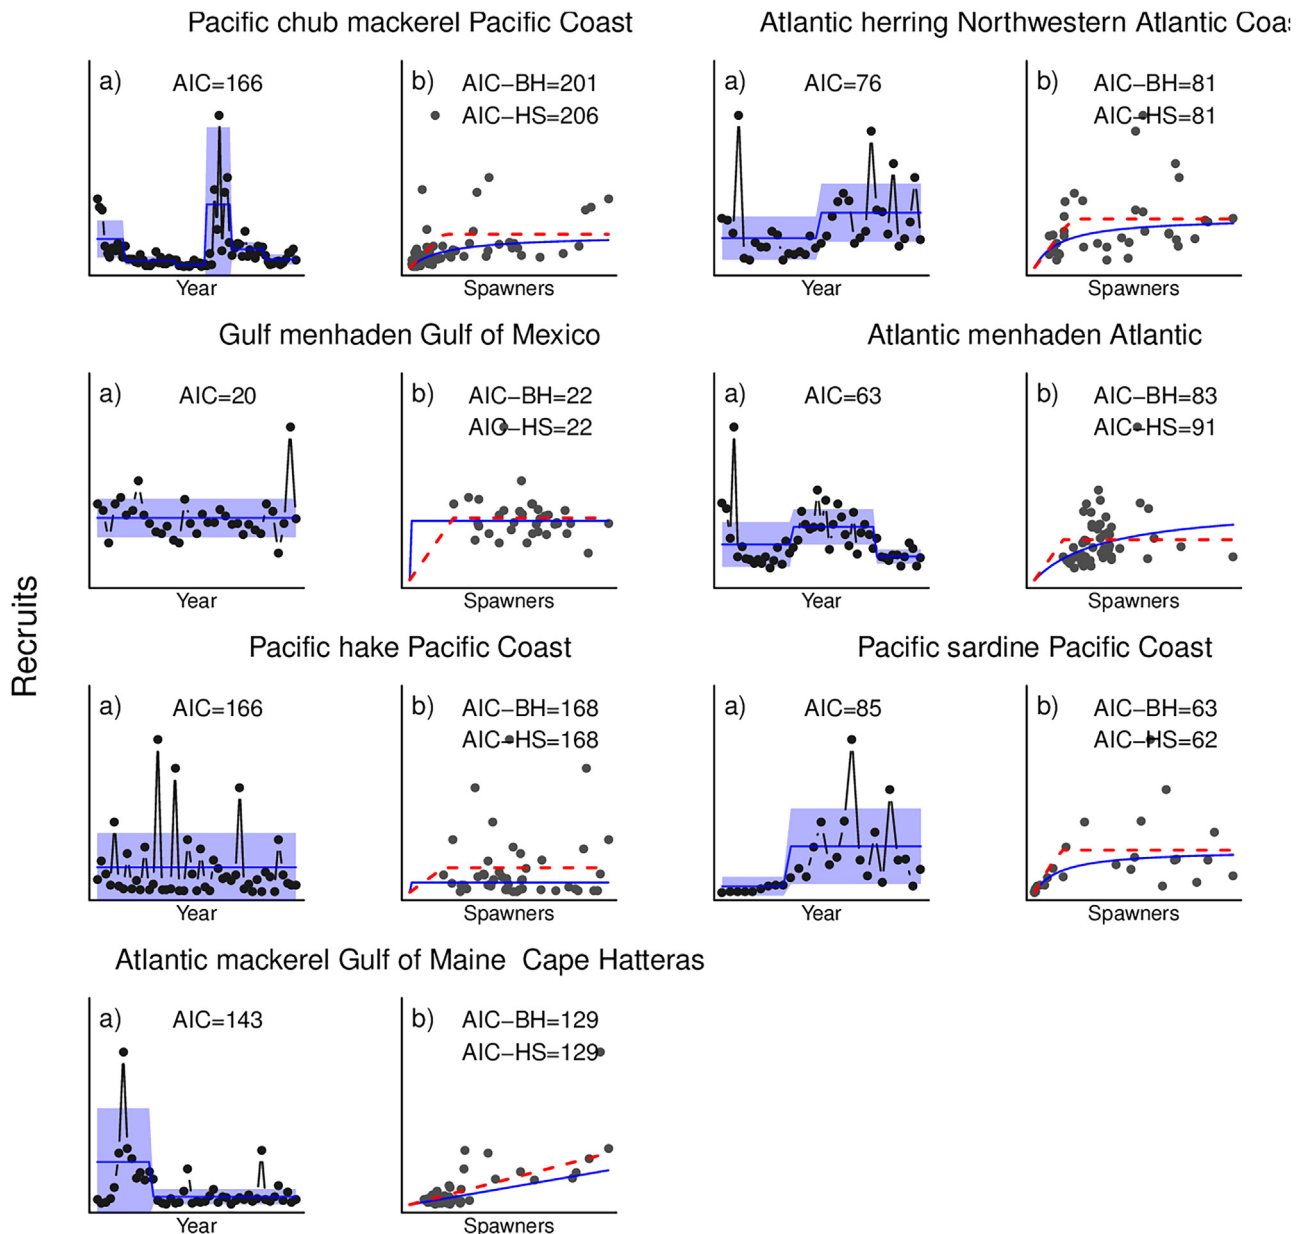 Pacific chub mackerel Pacific Coast
a) AIC=166
Year
b) AIC−BH=201
AIC−HS=206
Spawners
Atlantic herring Northwestern Atlantic Coas
a) AIC=76
Year
b) AIC−BH=81
AIC−HS=81
Spawners
Gulf menhaden Gulf of Mexico
a) AIC=20
Year
b) AIC−BH=22
AIC−HS=22
Spawners
Atlantic menhaden Atlantic
a) AIC=63
Year
b) AIC−BH=83
AIC−HS=91
Spawners
Recruits
Pacific hake Pacific Coast
a) AIC=166
Year
b) AIC−BH=168
AIC−HS=168
Spawners
Pacific sardine Pacific Coast
a) AIC=85
Year
b) AIC−BH=63
AIC−HS=62
Spawners
Atlantic mackerel Gulf of Maine  Cape Hatteras
a) AIC=143
Year
b) AIC−BH=129
AIC−HS=129
Spawners